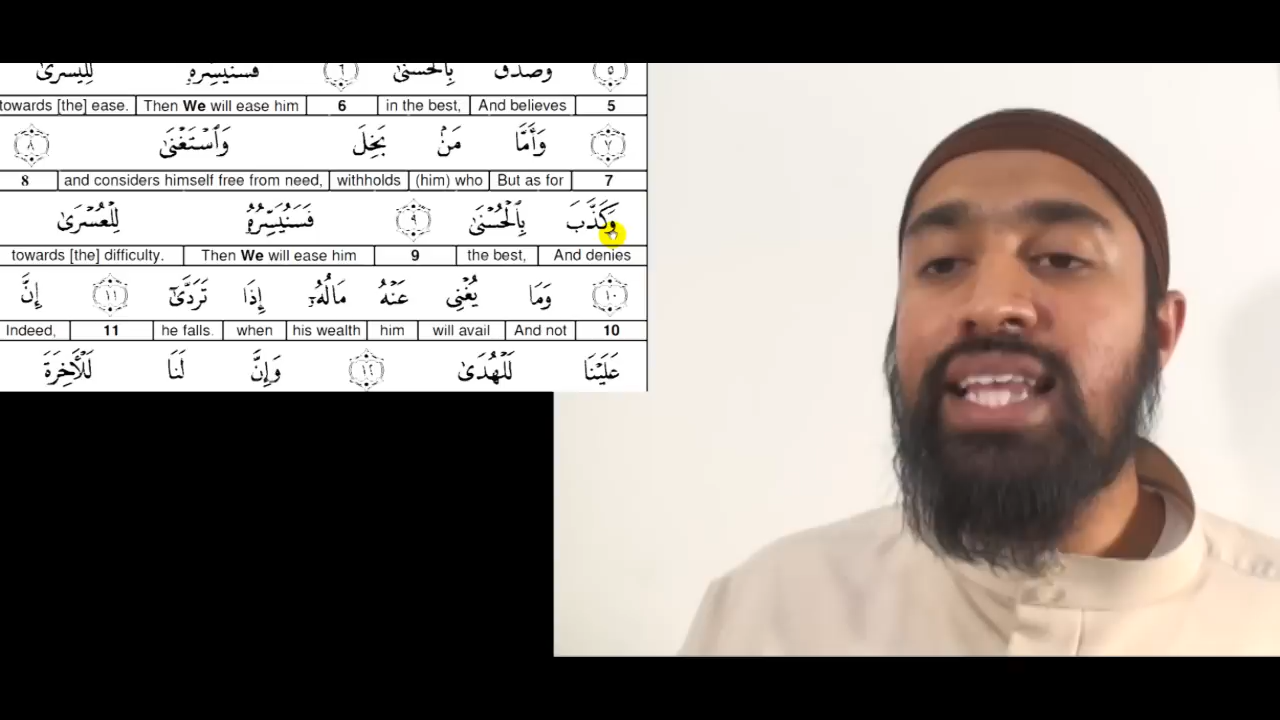 وَصَدَّقَ بِٱلْحُسْنَىٰ ٦ فَسَنُيَسِّرُهُۥ لِلْيُسْرَىٰ ٥
towards [the] ease. Then We will ease him 6 in the best, And believes 5
٧ وَأَمَّا مَنۢ بَخِلَ وَٱسْتَغْنَىٰ ٨
8 and considers himself free from need, withholds (him) who But as for 7
وَكَذَّبَ بِٱلْحُسْنَىٰ ٩ فَسَنُيَسِّرُهُۥ لِلْعُسْرَىٰ
towards [the] difficulty. Then We will ease him 9 the best, And denies
١٠ وَمَا يُغْنِى عَنْهُ مَالُهُۥٓ إِذَا تَرَدَّىٰٓ ١١ إِنَّ
Indeed, 11 he falls. when his wealth him will avail And not 10
عَلَيْنَا لَلْهُدَىٰ ١٢ وَإِنَّ لَنَا لَلْـَٔاخِرَةَ